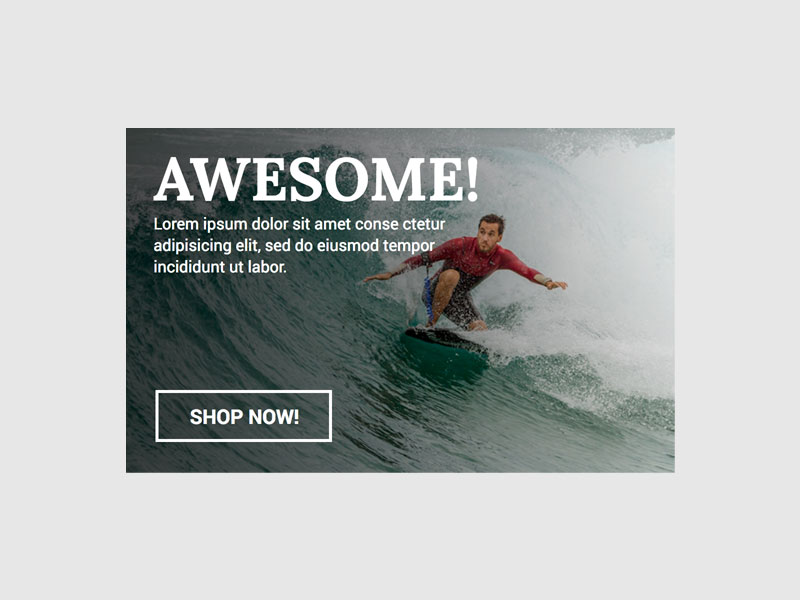 AWESOME!
Lorem ipsum dolor sit amet conse ctetur
adipisicing elit, sed do eiusmod tempor
incididunt ut labor.
SHOP NOW!